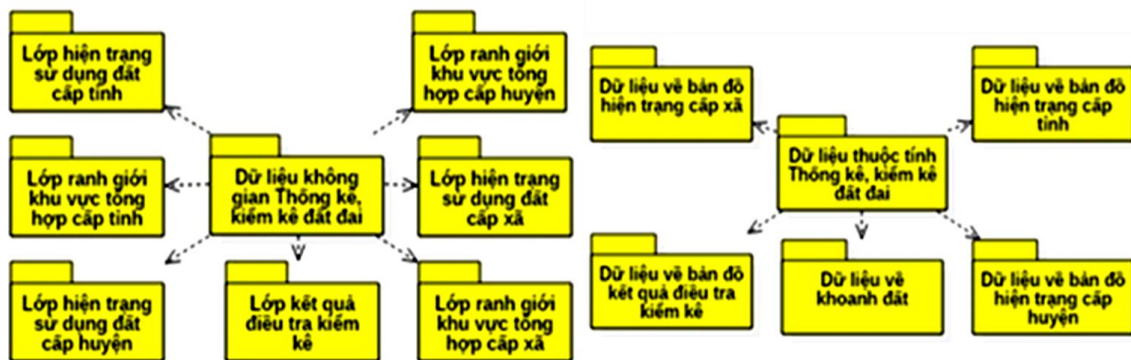 Lớp hiện trạng
sử dụng đất
cấp tỉnh
Lớp ranh giới
khu vực tổng
hợp cấp huyện
Lớp ranh giới
khu vực tổng
hợp cấp tỉnh
Dữ liệu không
gian Thống kê,
kiểm kê đất đai
Lớp hiện trạng
sử dụng đất
cấp xã
Lớp hiện trạng
sử dụng đất
cấp huyện
Lớp kết quả
điều tra kiểm
kê
Lớp ranh giới
khu vực tổng
hợp cấp xã
Dữ liệu về bản đồ
hiện trạng cấp xã
Dữ liệu về bản đồ
hiện trạng cấp
tỉnh
Dữ liệu thuộc tính
Thống kê, kiểm kê
đất đai
Dữ liệu về bản đồ
kết quả điều tra
kiểm kê
Dữ liệu về
khoanh đất
Dữ liệu về bản đồ
hiện trạng cấp
huyện